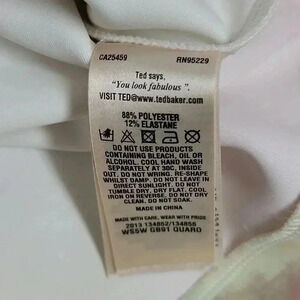 CA25459 RN95229
Ted says,
"You look fabulous".
VISIT TED@www.tedbaker.com
88% POLYESTER
12% ELASTANE
DO NOT USE PRODUCTS
CONTAINING BLEACH, OIL OR
ALCOHOL. COOL HAND WASH
SEPARATELY AT 30C, INSIDE
OUT. DO NOT WRING. RE-SHAPE
WHILST DAMP. DO NOT LEAVE IN
DIRECT SUNLIGHT. DO NOT
TUMBLE DRY. DRY FLAT. COOL
IRON ON REVERSE. DO NOT DRY
CLEAN. DO NOT SOAK.
MADE IN CHINA
MADE WITH CARE, WEAR WITH PRIDE
2013 134852/134856
WS5W GB91 QUARO